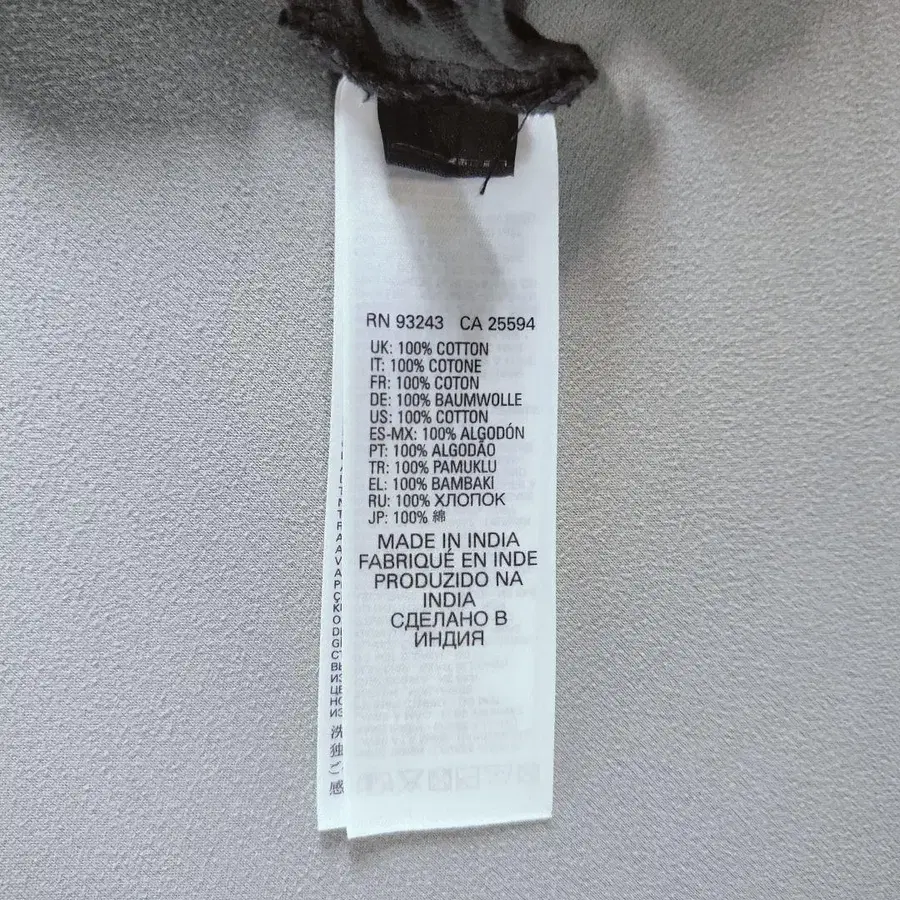 RN 93243 CA 25594
UK: 100% COTTON
IT: 100% COTONE
FR: 100% COTON
DE: 100% BAUMWOLLE
US: 100% COTTON
ES-MX: 100% ALGODÓN
PT: 100% ALGODÃO
TR: 100% PAMUKLU
EL: 100% BAMBAKI
RU: 100% ХЛОПОК
JP: 100% 綿
MADE IN INDIA
FABRIQUÉ EN INDE
PRODUZIDO NA
INDIA
СДЕЛАНО В
ИНДИЯ